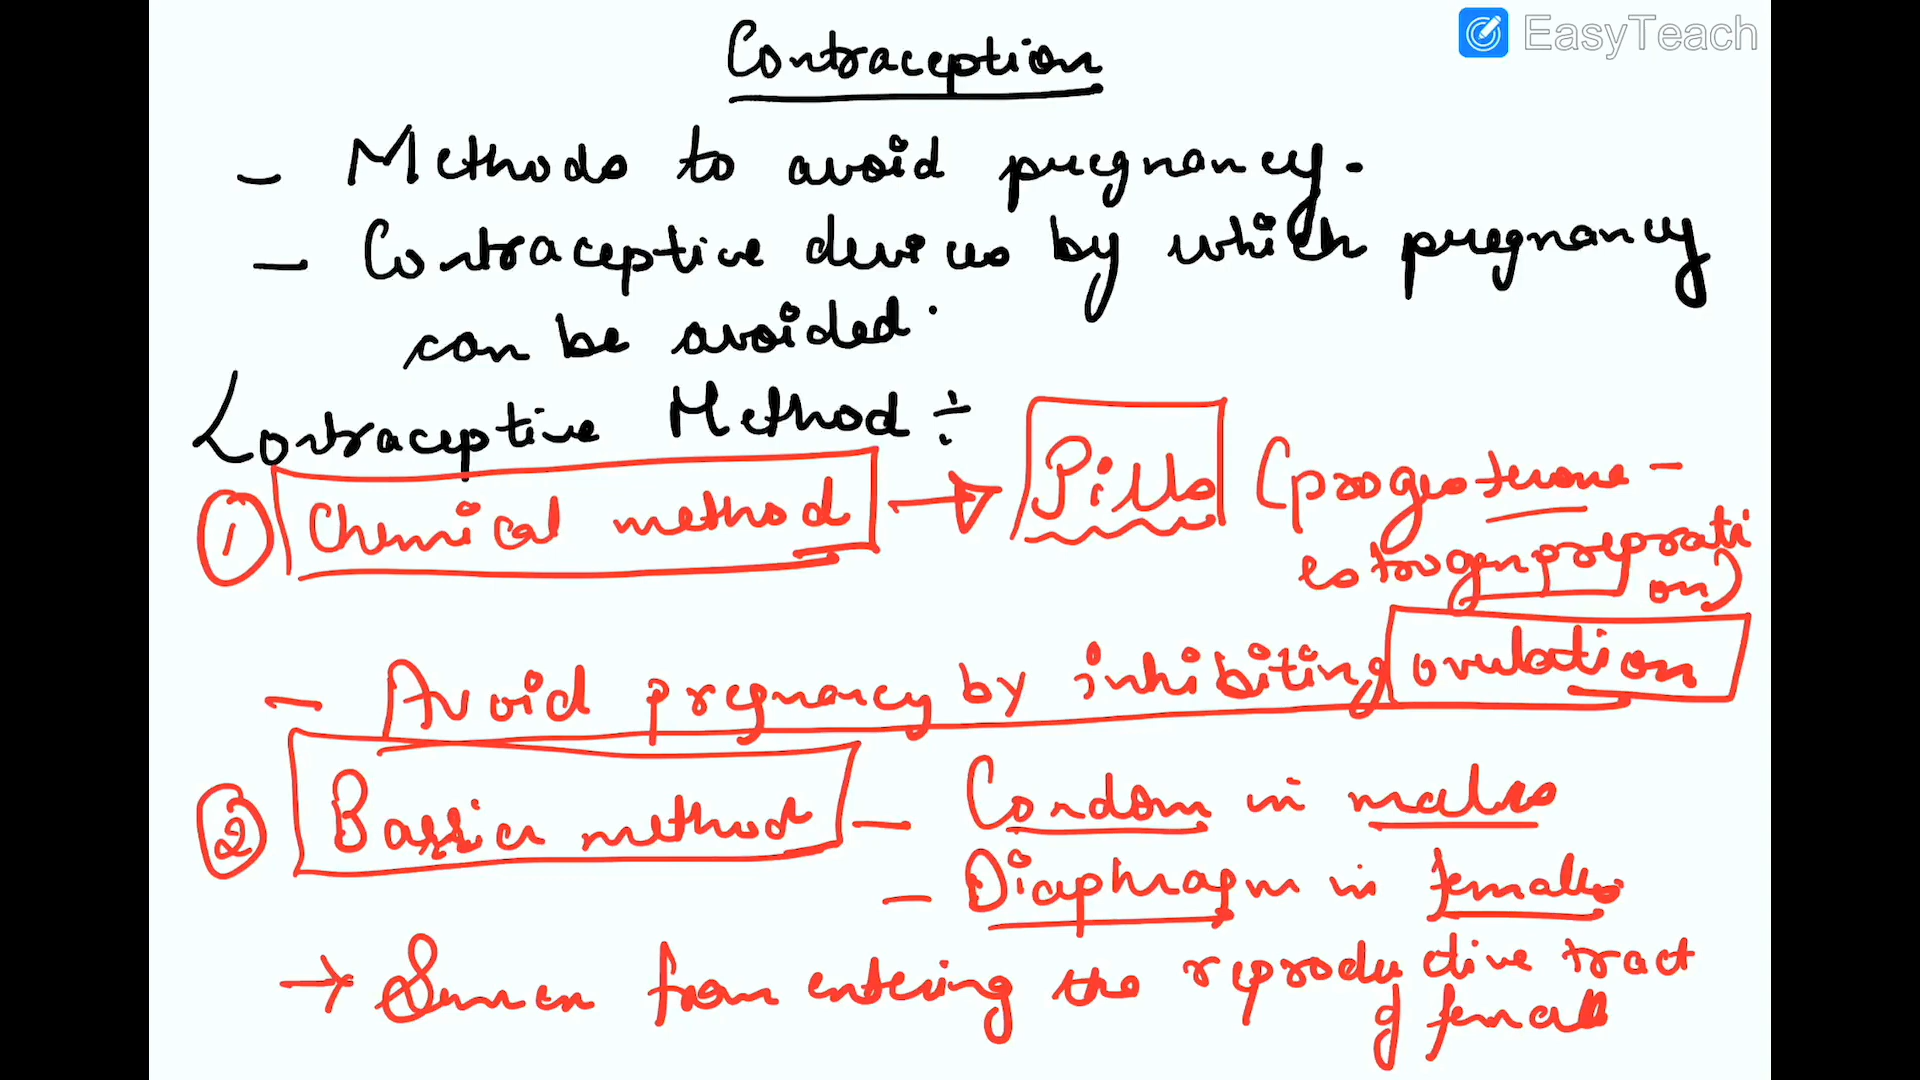 EasyTeach
Contraception
- Methods to avoid pregnancy.
- Contraceptive devices by which pregnancy
can be avoided.
Contraceptive Method ÷
① Chemical method → Pills (progesterone -
estrogen preprati
on)
- Avoid pregnancy by inhibiting ovulation
② Barrier method - Condom in males
- Diaphragm in females
→ Semen from entering the reproductive tract
of female